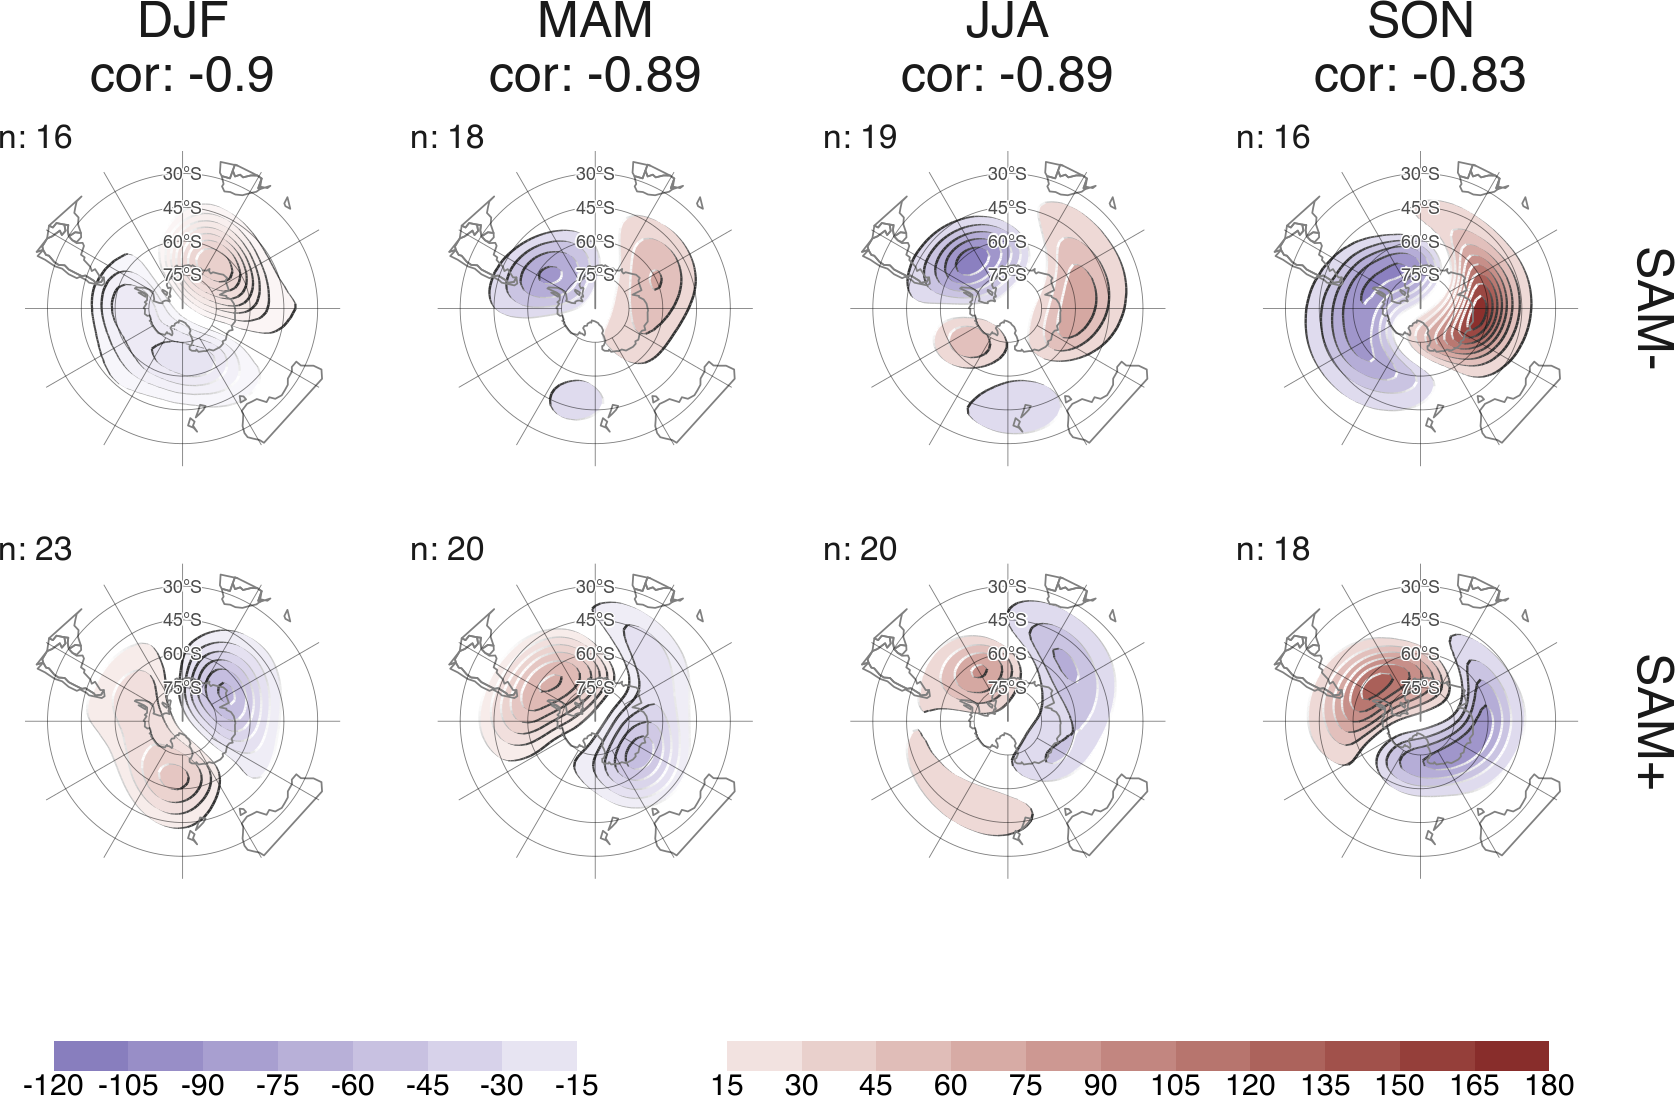 DJF MAM JJA SON
cor: -0.9 cor: -0.89 cor: -0.89 cor: -0.83
n: 16 n: 18 n: 19 n: 16
30°S 30°S 30°S 30°S
45°S 45°S 45°S 45°S
60°S 60°S 60°S 60°S
75°S 75°S 75°S 75°S
SAM-
n: 23 n: 20 n: 20 n: 18
30°S 30°S 30°S 30°S
45°S 45°S 45°S 45°S
60°S 60°S 60°S 60°S
75°S 75°S 75°S 75°S
SAM+
-120 -105 -90 -75 -60 -45 -30 -15 15 30 45 60 75 90 105 120 135 150 165 180